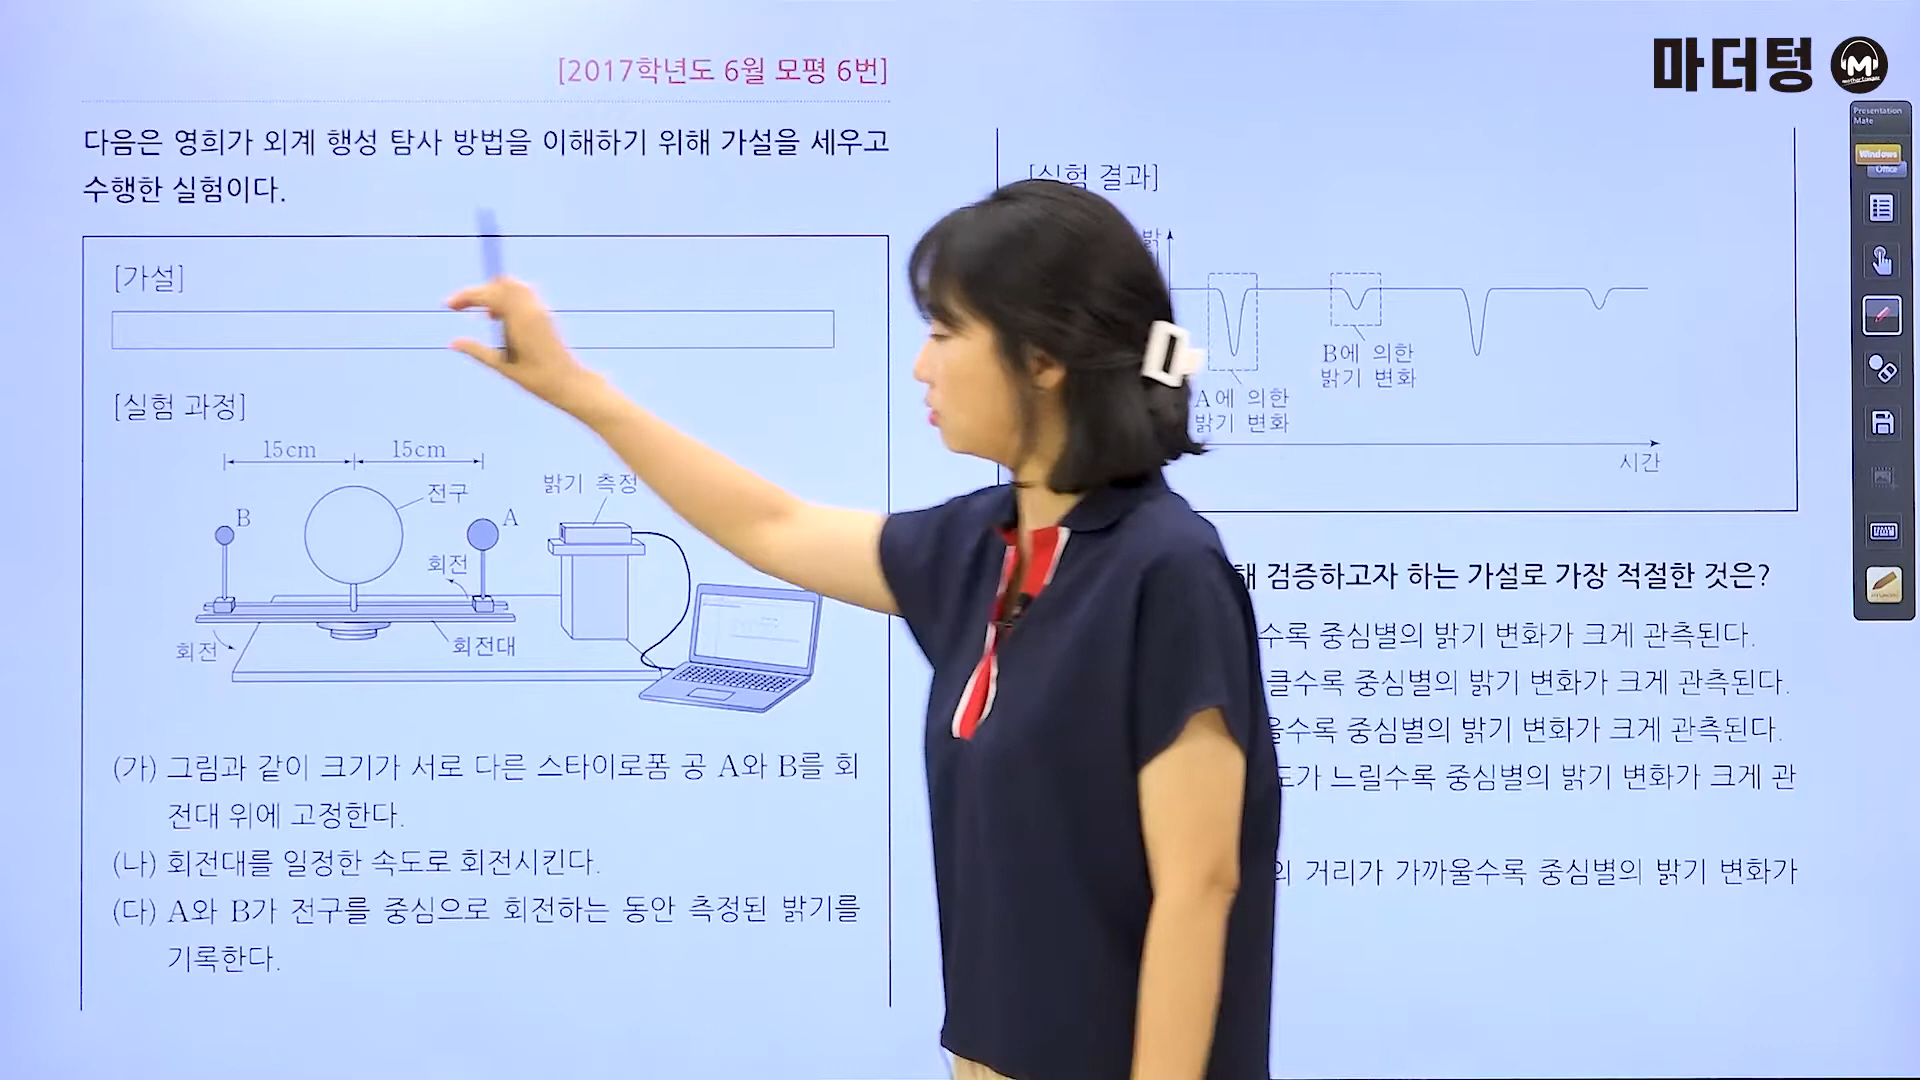 마더텅
[2017학년도 6월 모평 6번]
다음은 영희가 외계 행성 탐사 방법을 이해하기 위해 가설을 세우고
수행한 실험이다.
[가설]
[실험 과정]
15cm 15cm
전구
밝기 측정
B
A
회전
회전
회전대
(가) 그림과 같이 크기가 서로 다른 스타이로폼 공 A와 B를 회
전대 위에 고정한다.
(나) 회전대를 일정한 속도로 회전시킨다.
(다) A와 B가 전구를 중심으로 회전하는 동안 측정된 밝기를
기록한다.
[실험 결과]
밝
B에 의한
밝기 변화
A에 의한
밝기 변화
시간
검증하고자 하는 가설로 가장 적절한 것은?
수록 중심별의 밝기 변화가 크게 관측된다.
클수록 중심별의 밝기 변화가 크게 관측된다.
중심별의 밝기 변화가 크게 관측된다.
느릴수록 중심별의 밝기 변화가 크게 관
거리가 가까울수록 중심별의 밝기 변화가
Presentation
Mate
Windows
Office